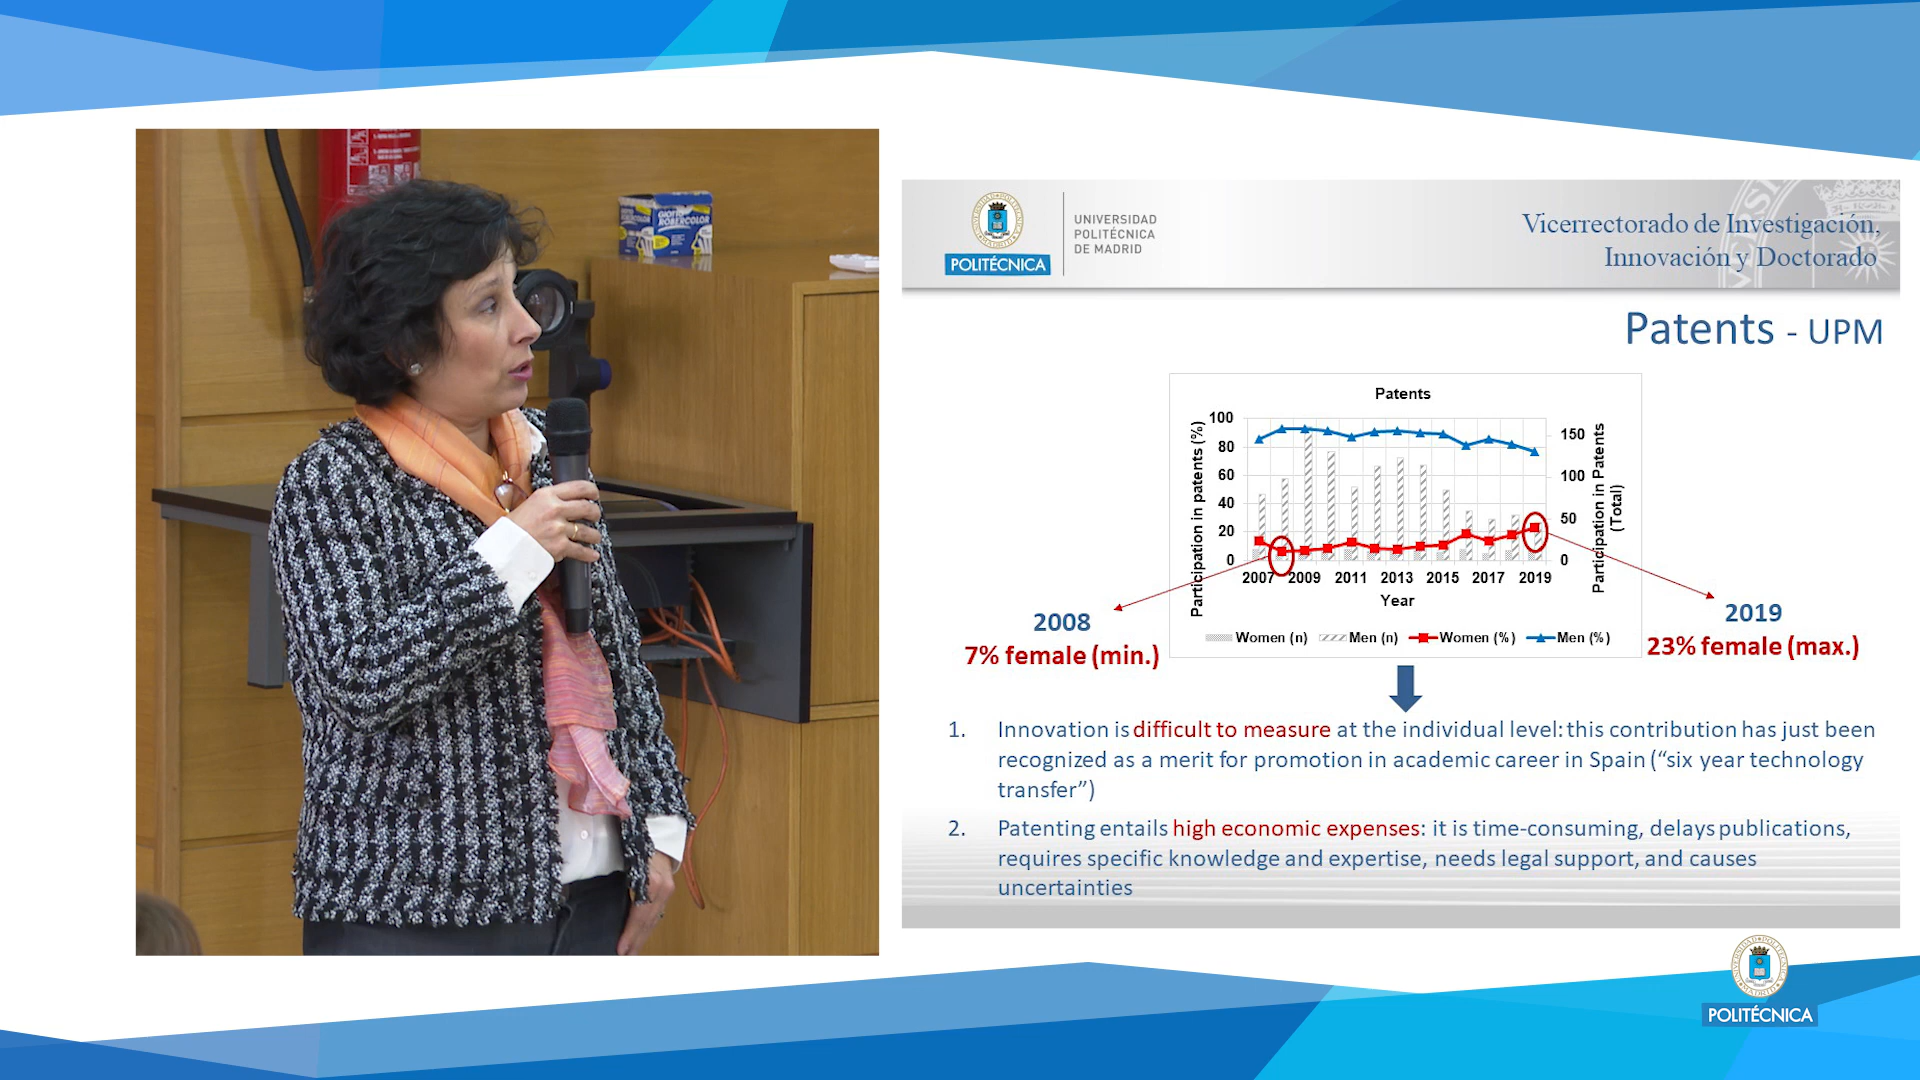 GIOTTO
ROBERCOLOR
UNIVERSIDAD
POLITÉCNICA
DE MADRID
POLITÉCNICA
Vicerrectorado de Investigación,
Innovación y Doctorado
Patents - UPM
Patents
Participation in patents (%)
100
80
60
40
20
0
150
100
50
0
Participation in Patents
(Total)
2007 2009 2011 2013 2015 2017 2019
Year
Women (n) Men (n) Women (%) Men (%)
2008
7% female (min.)
2019
23% female (max.)
1. Innovation is difficult to measure at the individual level: this contribution has just been
recognized as a merit for promotion in academic career in Spain (“six year technology
transfer”)
2. Patenting entails high economic expenses: it is time-consuming, delays publications,
requires specific knowledge and expertise, needs legal support, and causes
uncertainties
POLITÉCNICA